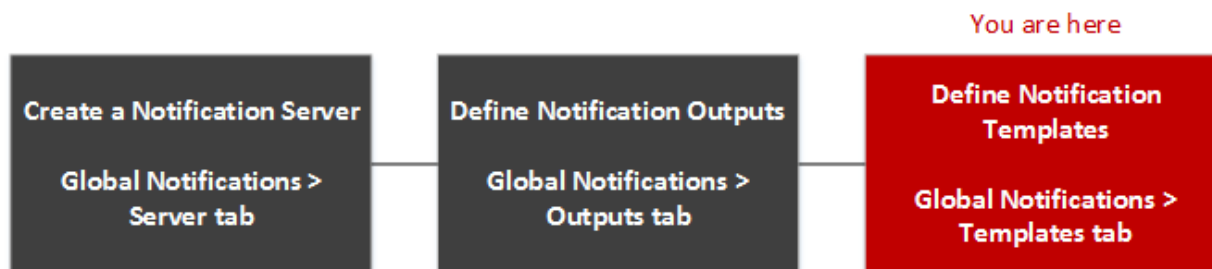 You are here
Create a Notification Server
Global Notifications >
Server tab
Define Notification Outputs
Global Notifications >
Outputs tab
Define Notification
Templates
Global Notifications >
Templates tab